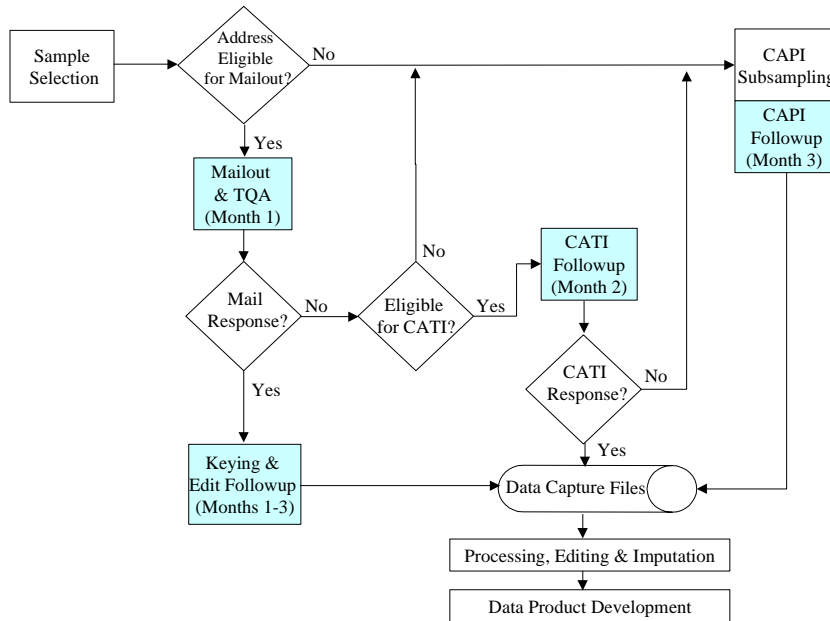 Sample
Selection
Address
Eligible
for Mailout?
No
CAPI
Subsampling
CAPI
Followup
(Month 3)
Yes
Mailout
& TQA
(Month 1)
No
CATI
Followup
(Month 2)
Mail
Response?
No
Eligible
for CATI?
Yes
CATI
Response?
No
Yes
Yes
Keying &
Edit Followup
(Months 1-3)
Data Capture Files
Processing, Editing & Imputation
Data Product Development